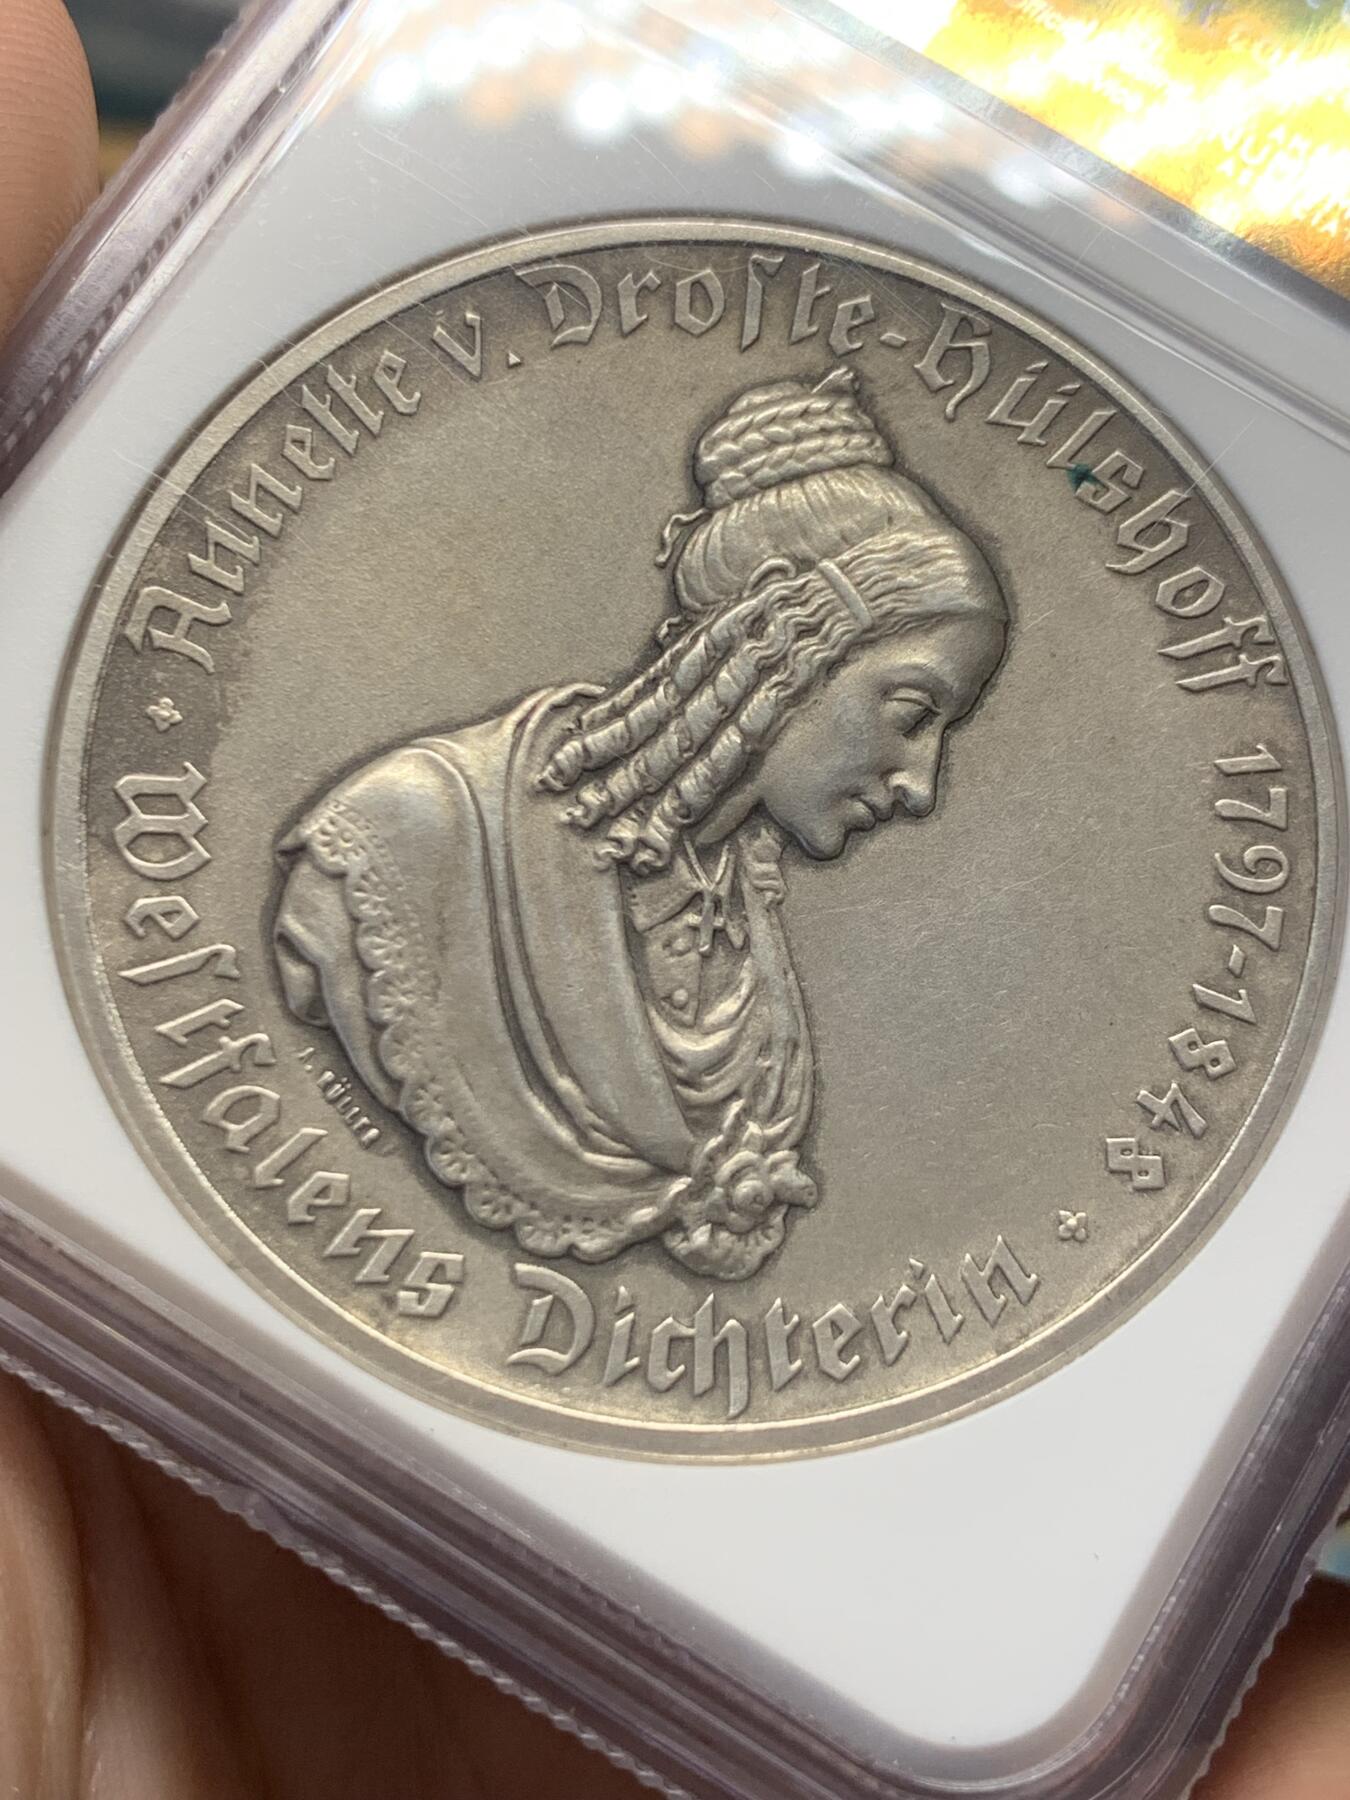 Annette v. Droste-Hülshoff 1797-1848
Westfalens Dichterin